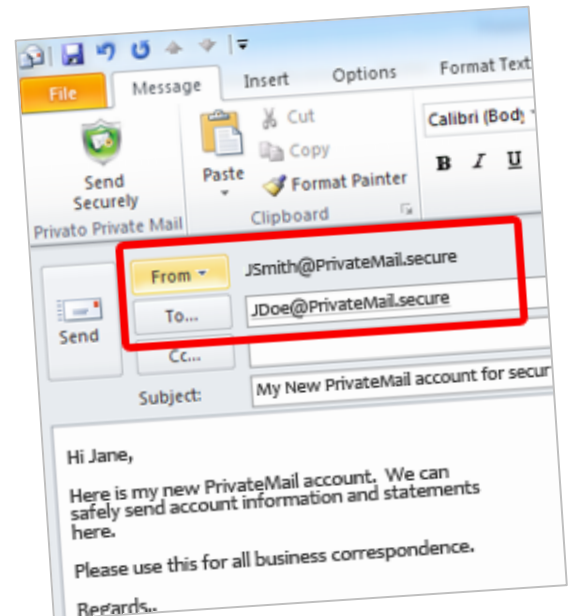 File Message Insert Options Format Text
Cut
Copy
Format Painter
Paste
Send
Securely
Privato Private Mail
Clipboard
Calibri (Body
B I U
From JSmith@PrivateMail.secure
To... JDoe@PrivateMail.secure
Send
Cc...
Subject: My New PrivateMail account for secur
Hi Jane,
Here is my new PrivateMail account. We can
safely send account information and statements
here.
Please use this for all business correspondence.
Regards..